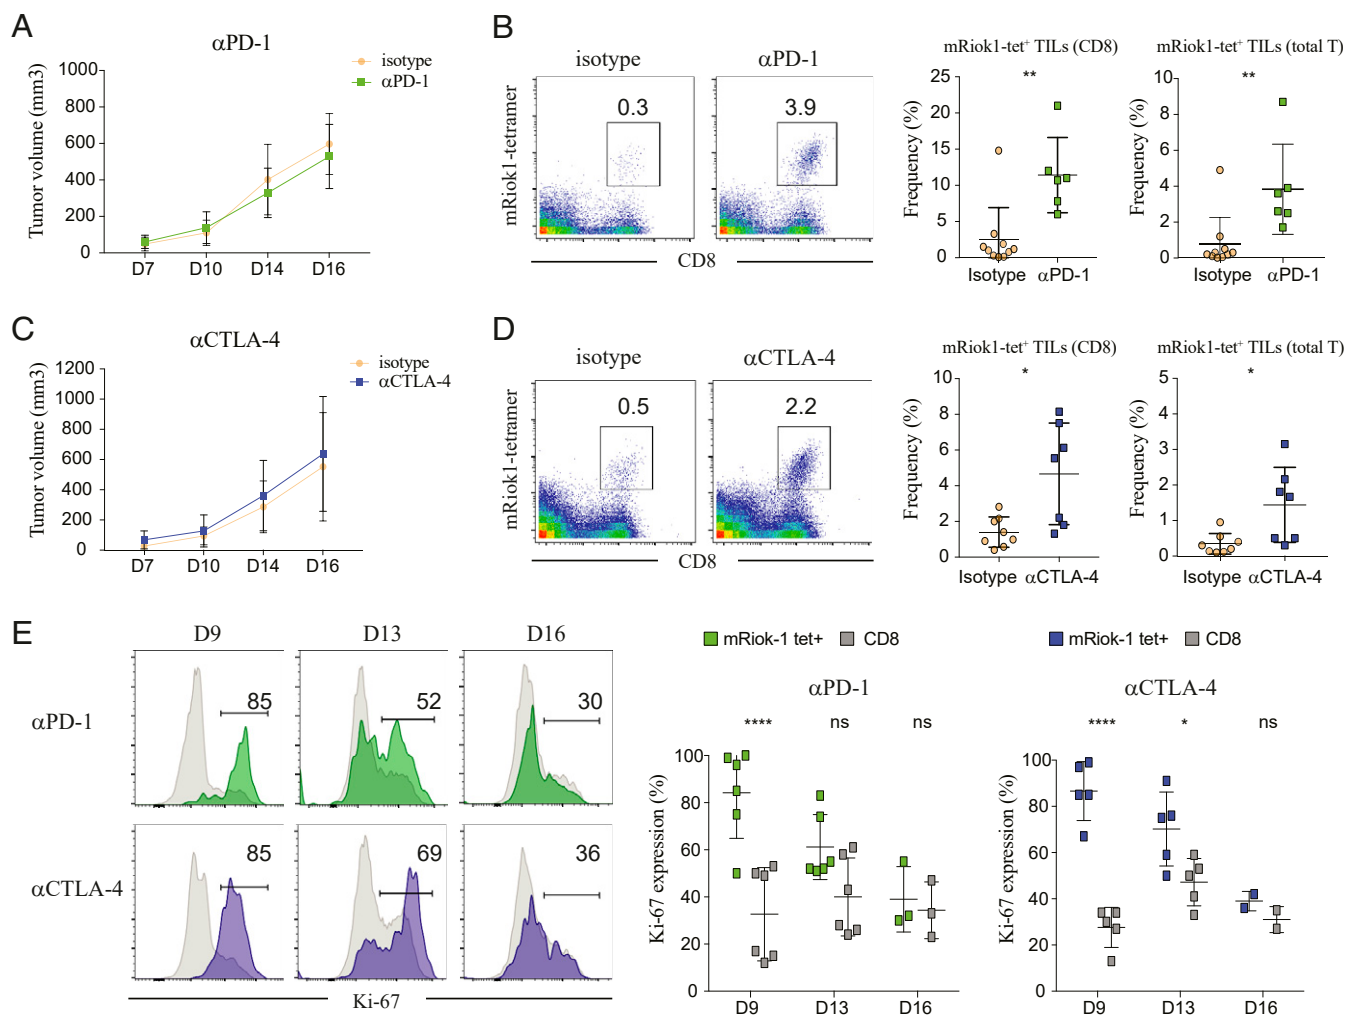 A
αPD-1
isotype
αPD-1
Tumor volume (mm3)
1000
800
600
400
200
0
D7 D10 D14 D16
B
isotype αPD-1
mRiok1-tetramer
0.3 3.9
CD8
mRiok1-tet+ TILs (CD8)
**
Frequency (%)
25
20
15
10
5
0
Isotype αPD-1
mRiok1-tet+ TILs (total T)
**
Frequency (%)
10
8
6
4
2
0
Isotype αPD-1
C
αCTLA-4
isotype
αCTLA-4
Tumor volume (mm3)
1200
1000
800
600
400
200
0
D7 D10 D14 D16
D
isotype αCTLA-4
mRiok1-tetramer
0.5 2.2
CD8
mRiok1-tet+ TILs (CD8)
*
Frequency (%)
10
8
6
4
2
0
Isotype αCTLA-4
mRiok1-tet+ TILs (total T)
*
Frequency (%)
5
4
3
2
1
0
Isotype αCTLA-4
E
D9 D13 D16
αPD-1
85 52 30
αCTLA-4
85 69 36
Ki-67
mRiok-1 tet+ CD8
αPD-1
**** ns ns
Ki-67 expression (%)
100
80
60
40
20
0
D9 D13 D16
mRiok-1 tet+ CD8
αCTLA-4
**** * ns
Ki-67 expression (%)
100
80
60
40
20
0
D9 D13 D16